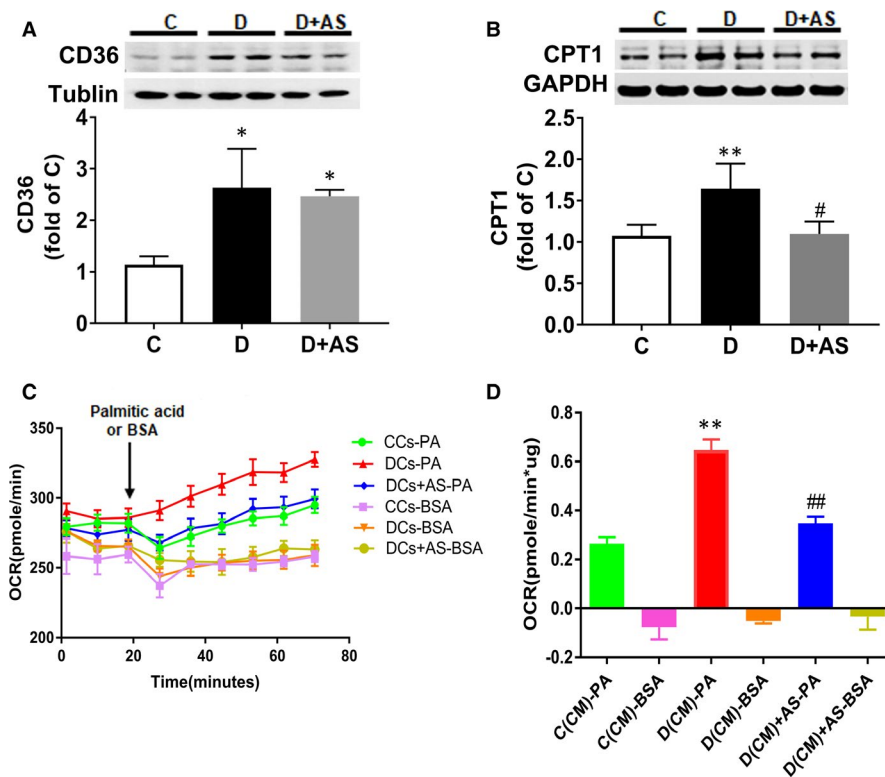 A
C D D+AS
CD36
Tublin
CD36
(fold of C)
4
3
2
1
0
*
*
C D D+AS
B
C D D+AS
CPT1
GAPDH
CPT1
(fold of C)
2.5
2.0
1.5
1.0
0.5
0.0
**
#
C D D+AS
C
Palmitic acid
or BSA
OCR(pmole/min)
350
300
250
200
0 20 40 60 80
Time(minutes)
CCs-PA
DCs-PA
DCs+AS-PA
CCs-BSA
DCs-BSA
DCs+AS-BSA
D
OCR(pmole/min*ug)
0.8
0.6
0.4
0.2
0.0
-0.2
**
##
C(CM)-PA
C(CM)-BSA
D(CM)-PA
D(CM)-BSA
D(CM)+AS-PA
D(CM)+AS-BSA